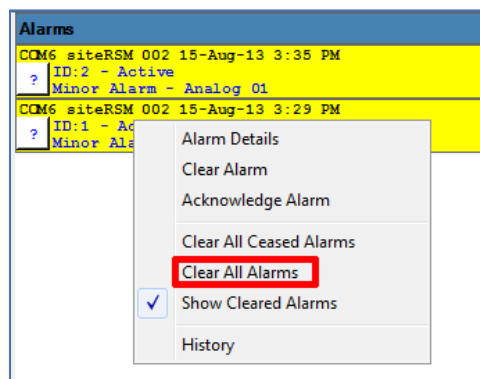 Alarms
COM6 siteRSM 002 15-Aug-13 3:35 PM
? ID:2 - Active
Minor Alarm - Analog 01
COM6 siteRSM 002 15-Aug-13 3:29 PM
? ID:1 - Ac
Minor Ala
Alarm Details
Clear Alarm
Acknowledge Alarm
Clear All Ceased Alarms
Clear All Alarms
Show Cleared Alarms
History